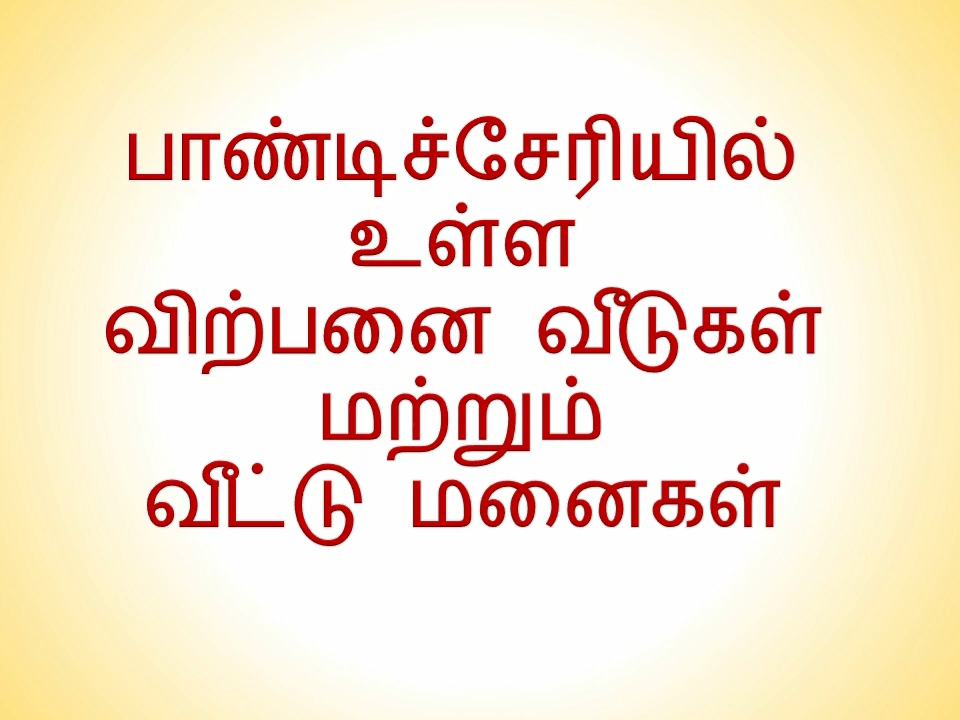 பாண்டிச்சேரியில்
உள்ள
விற்பனை வீடுகள்
மற்றும்
வீட்டு மனைகள்